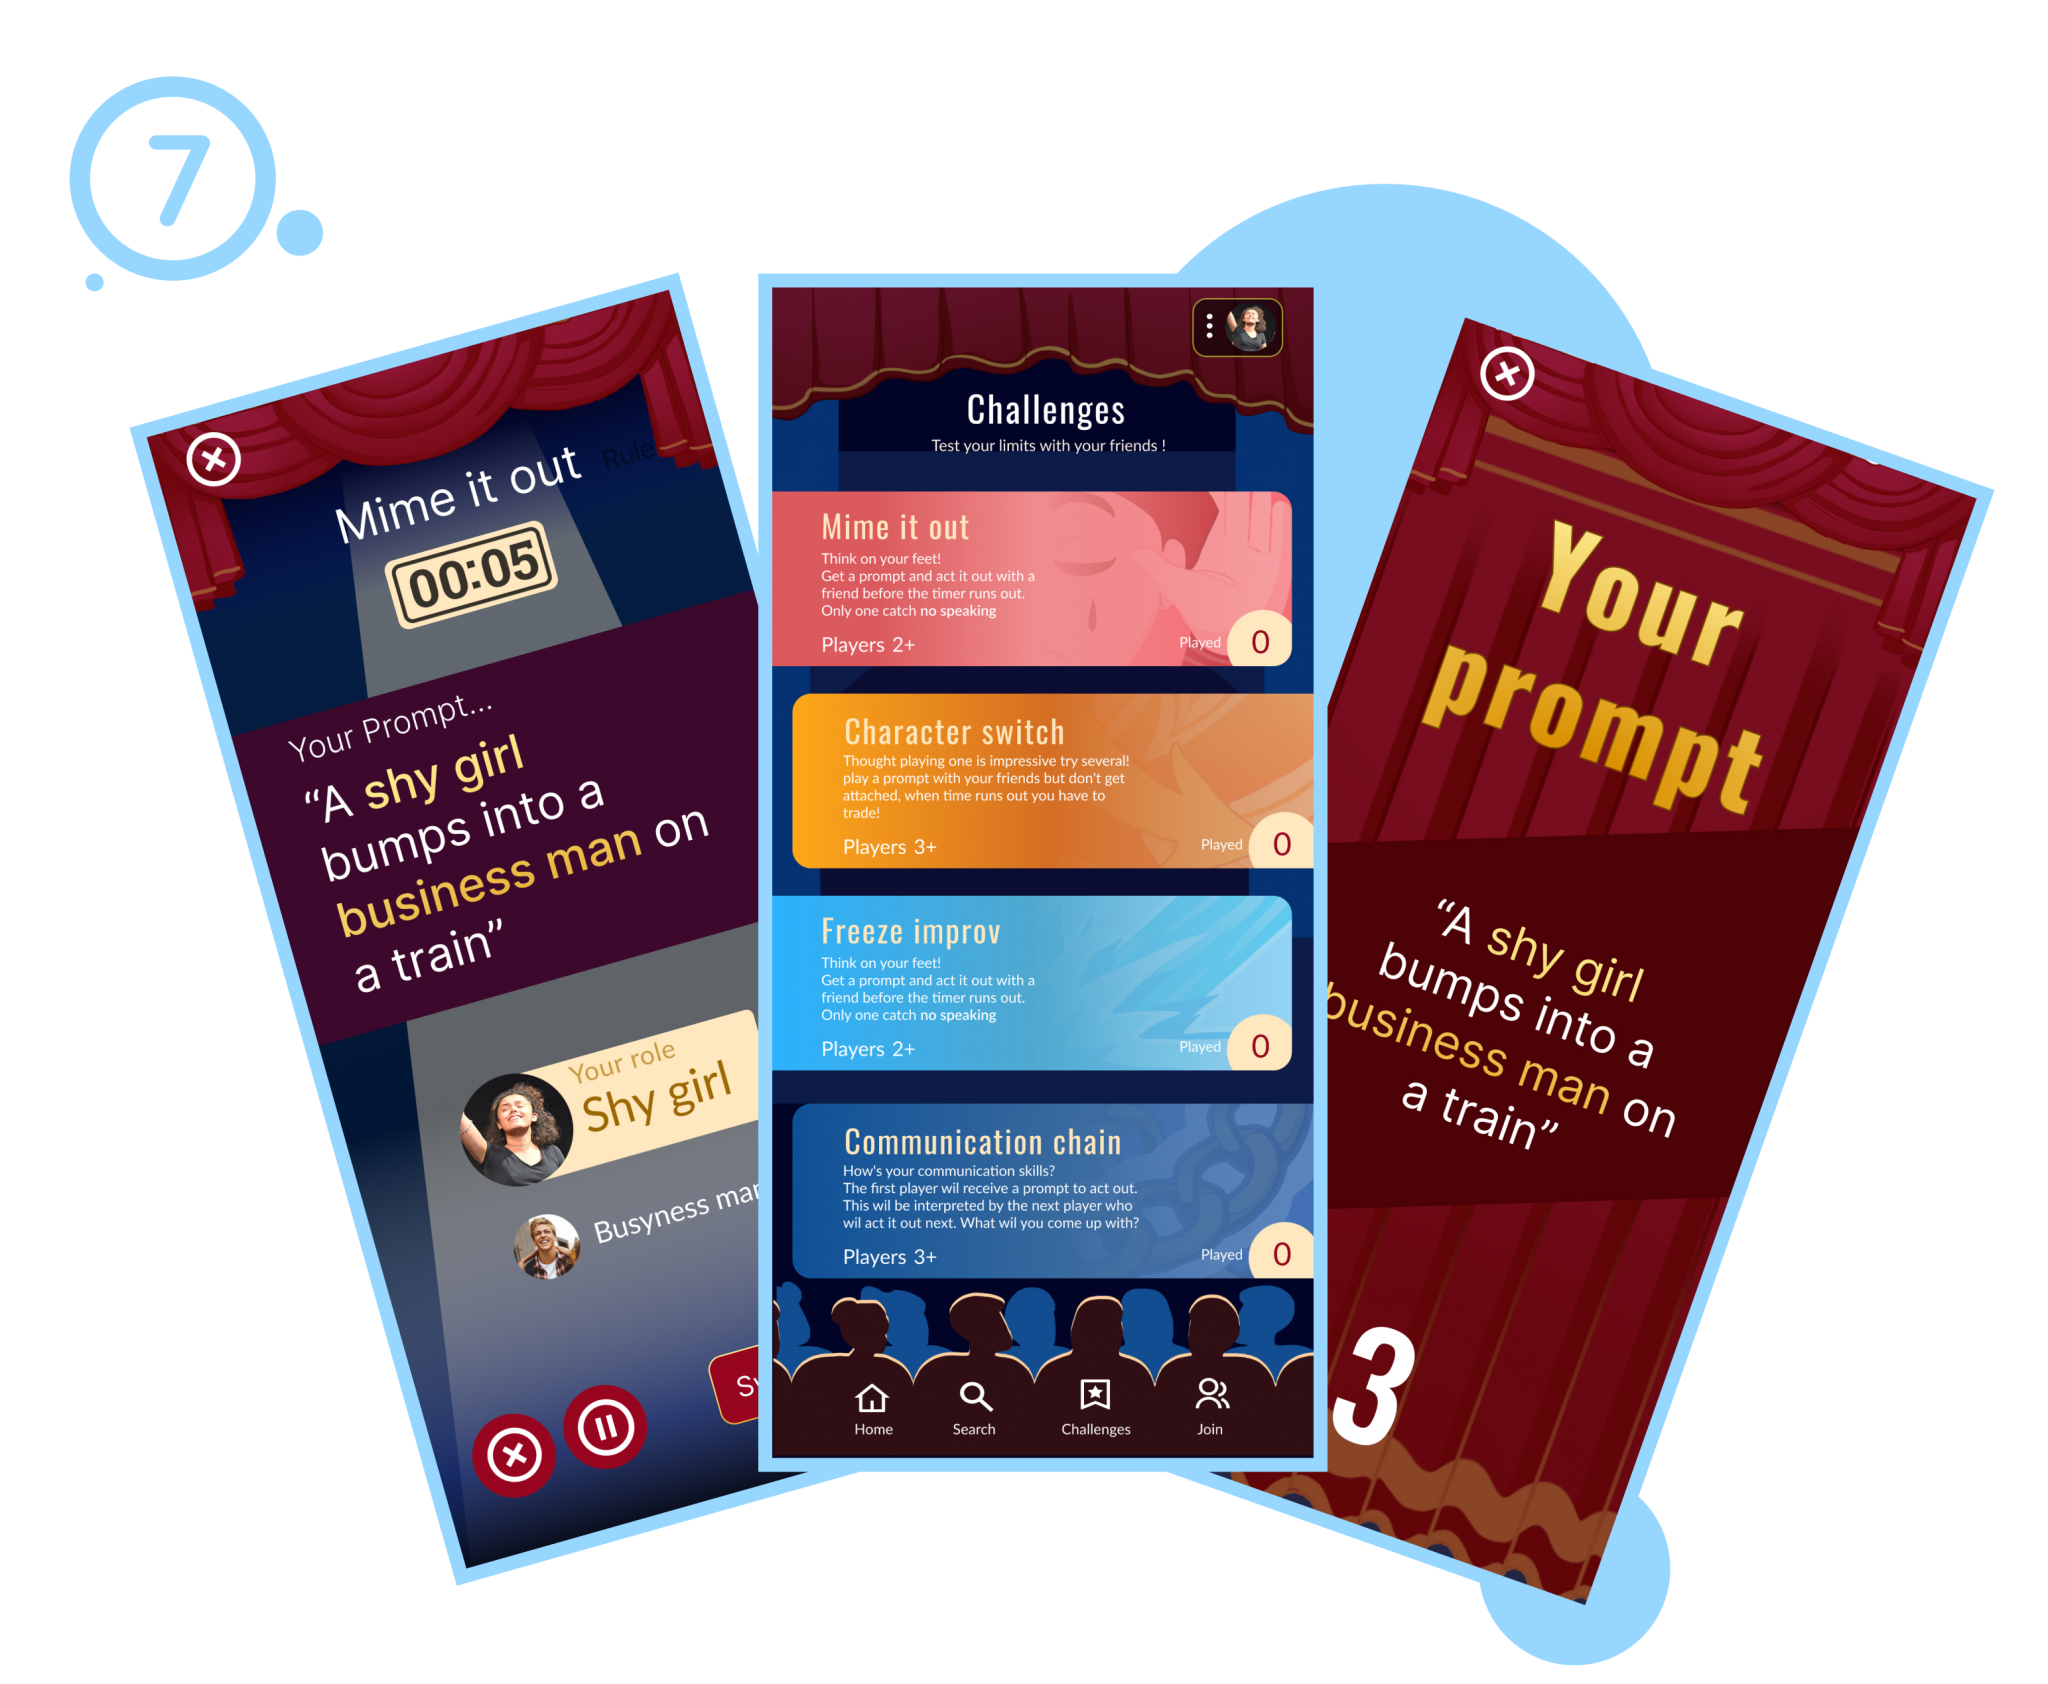 7
Mime it out
Rule
00:05
Your Prompt...
“A shy girl
bumps into a
business man on
a train”
Your role
Shy girl
Busyness
Challenges
Test your limits with your friends !
Mime it out
Think on your feet!
Get a prompt and act it out with a
friend before the timer runs out.
Only one catch no speaking
Players 2+
Played 0
Character switch
Thought playing one is impressive try several!
play a prompt with your friends but don't get
attached, when time runs out you have to
trade!
Players 3+
Played 0
Freeze improv
Think on your feet!
Get a prompt and act it out with a
friend before the timer runs out.
Only one catch no speaking
Players 2+
Played 0
Communication chain
How's your communication skills?
The first player wil receive a prompt to act out.
This wil be interpreted by the next player who
wil act it out next. What wil you come up with?
Players 3+
Played 0
Home Search Challenges Join
Your
prompt
“A shy girl
bumps into a
business man on
a train”
3